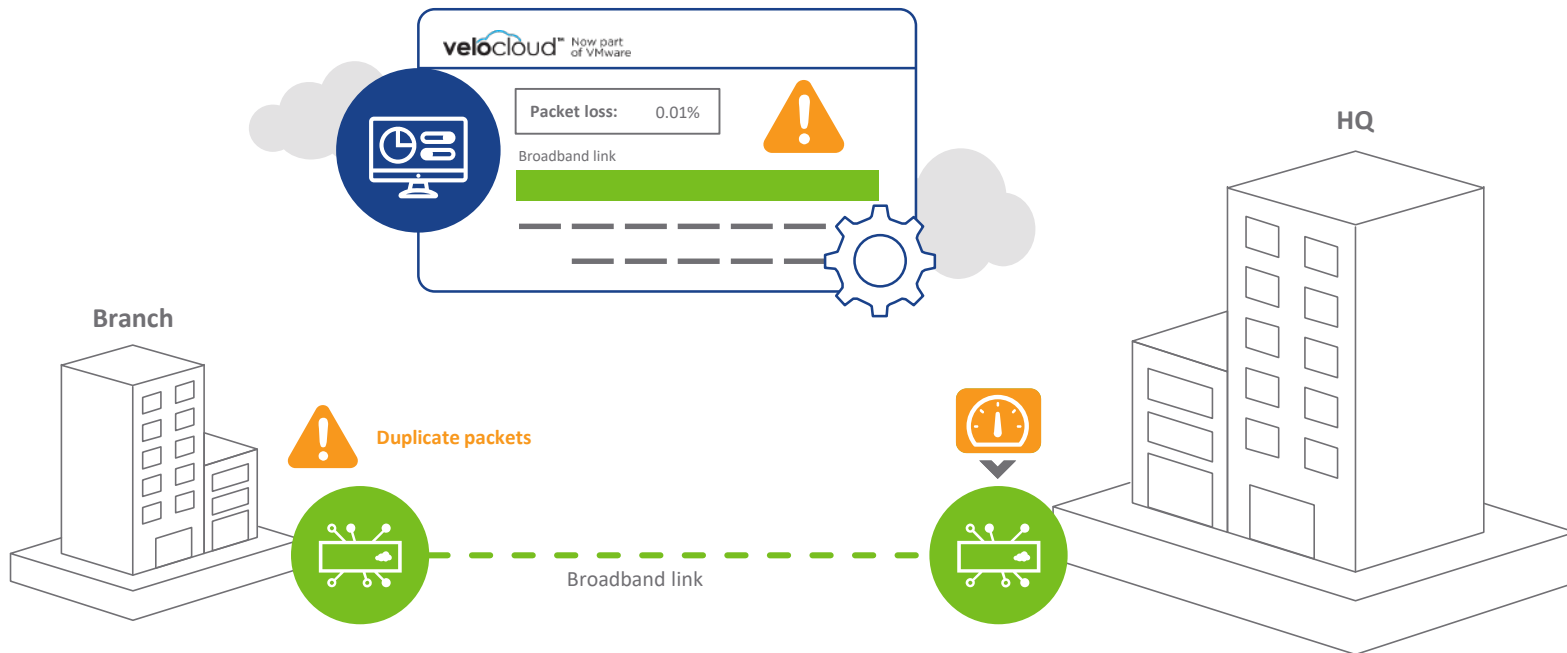 velocloud™ Now part
of VMware
Packet loss: 0.01%
Broadband link
HQ
Branch
Duplicate packets
Broadband link